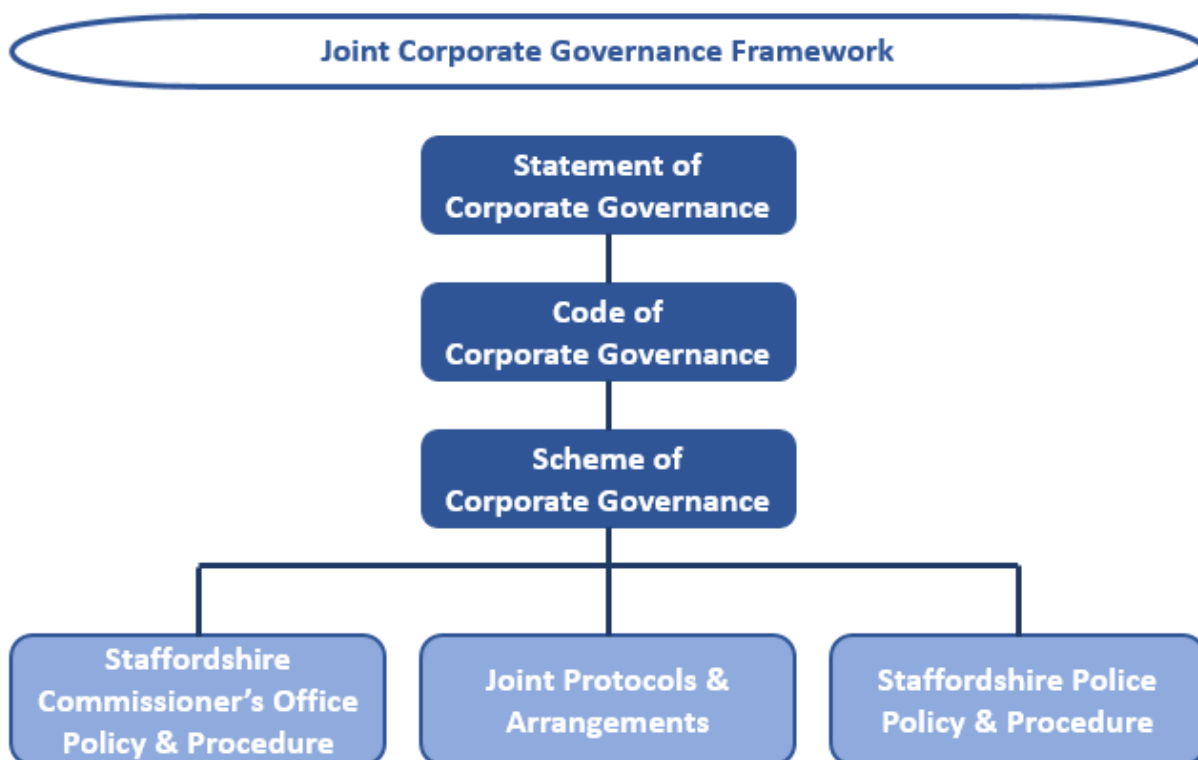 Joint Corporate Governance Framework
Statement of
Corporate Governance
Code of
Corporate Governance
Scheme of
Corporate Governance
Staffordshire
Commissioner’s Office
Policy & Procedure
Joint Protocols &
Arrangements
Staffordshire Police
Policy & Procedure